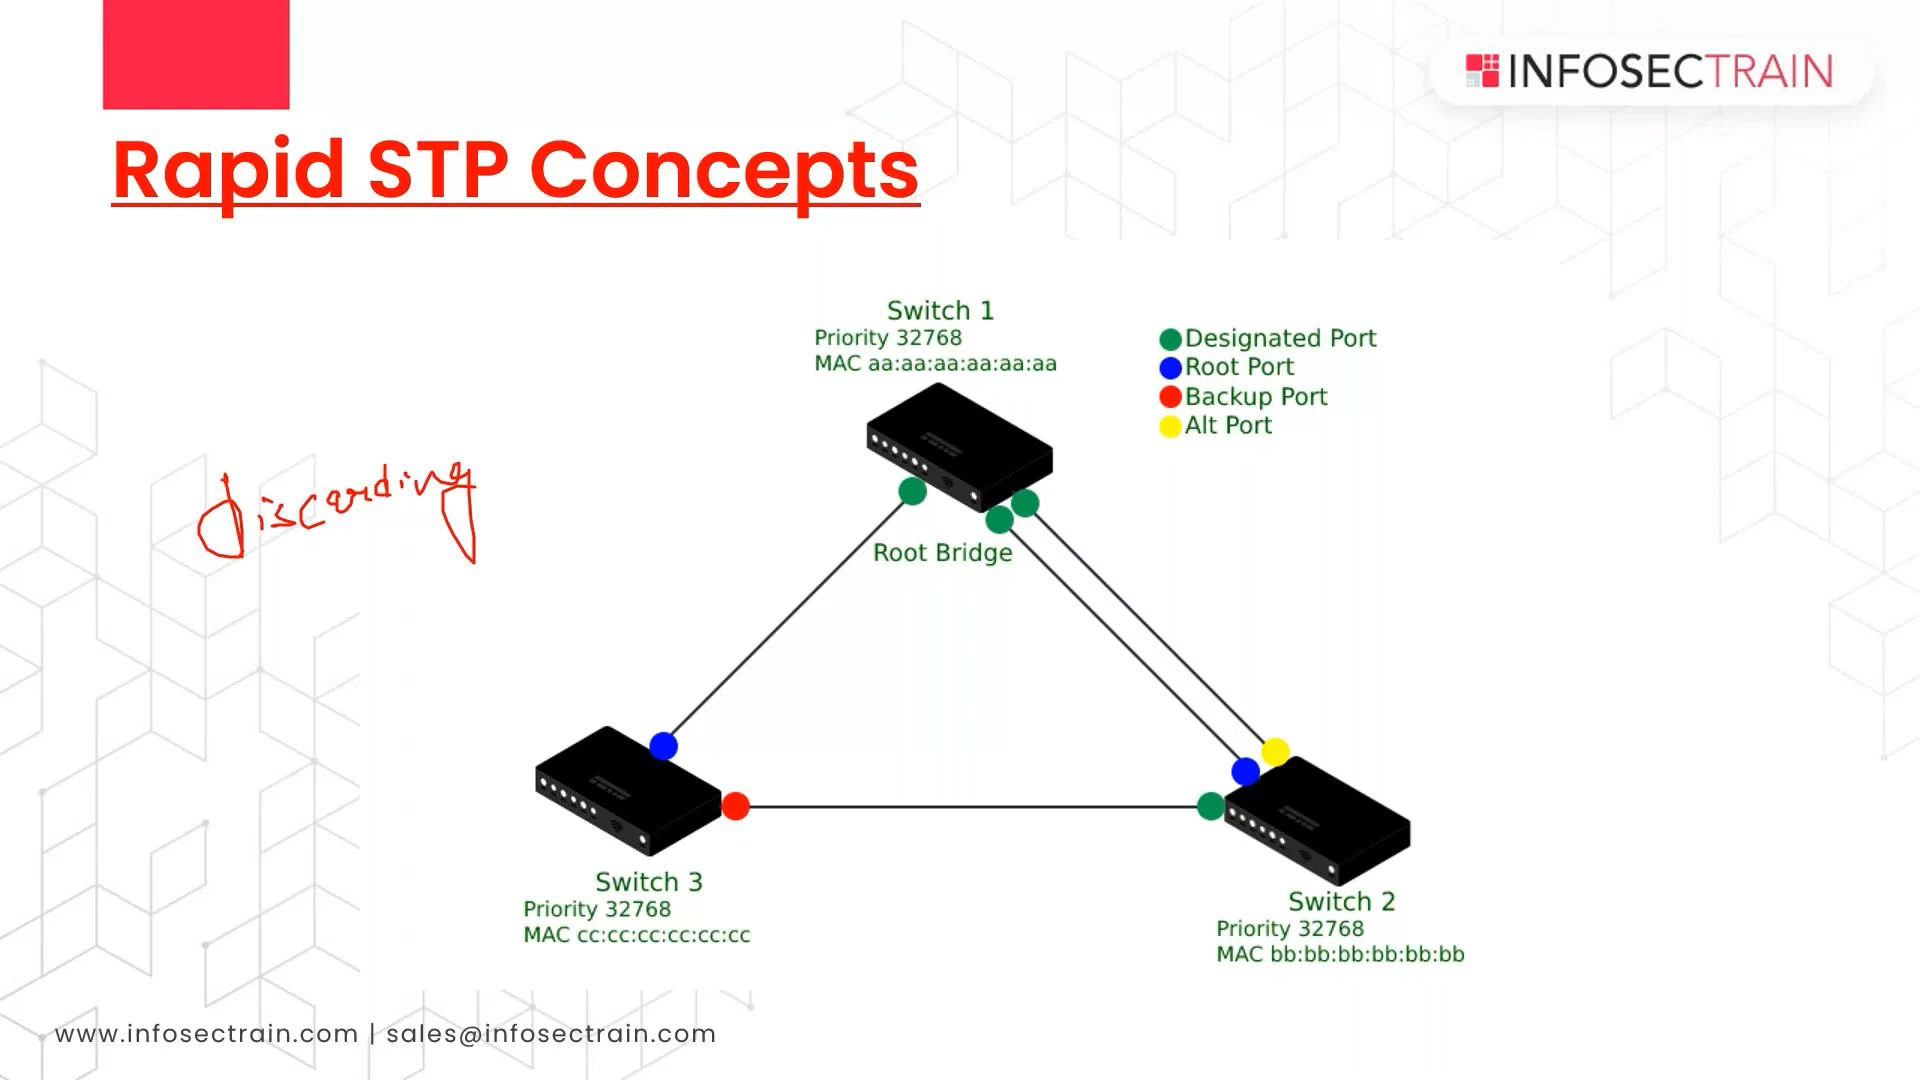 INFOSECTRAIN
Rapid STP Concepts
Switch 1
Priority 32768
MAC aa:aa:aa:aa:aa:aa
Designated Port
Root Port
Backup Port
Alt Port
discarding
Root Bridge
Switch 3
Priority 32768
MAC cc:cc:cc:cc:cc:cc
Switch 2
Priority 32768
MAC bb:bb:bb:bb:bb:bb
www.infosectrain.com | sales@infosectrain.com